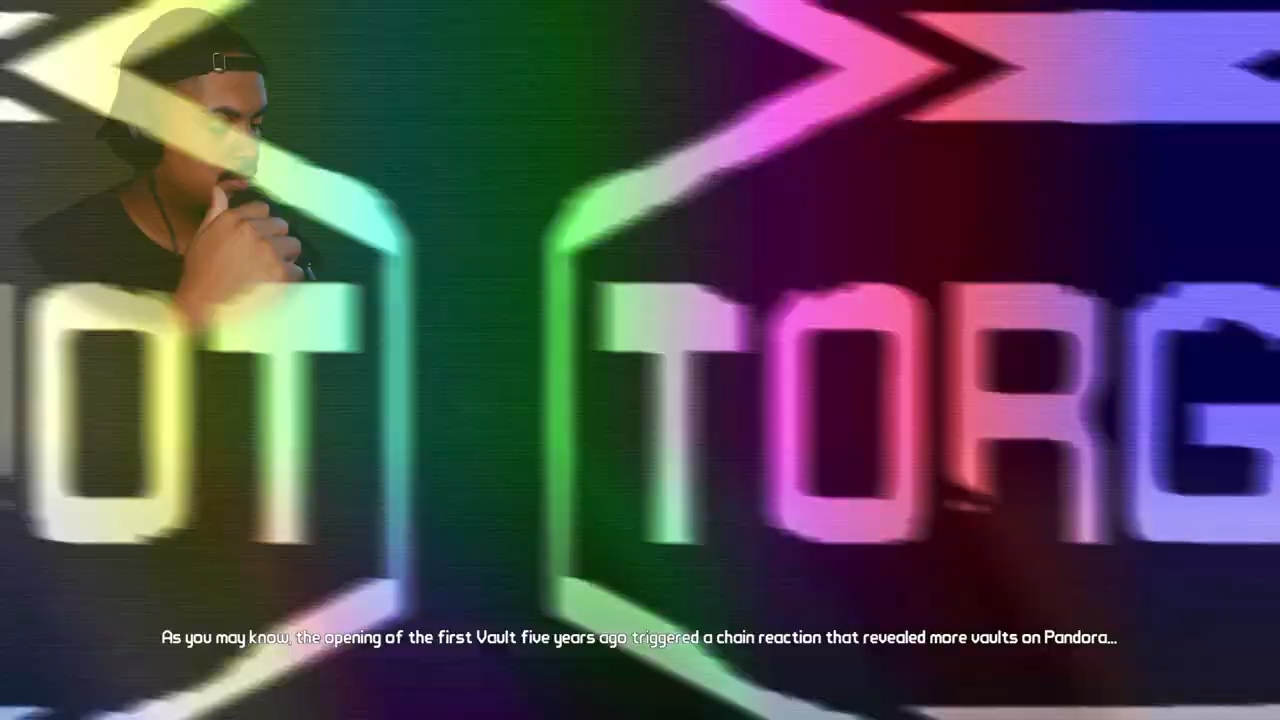 OT TORG
As you may know, the opening of the first Vault five years ago triggered a chain reaction that revealed more vaults on Pandora...